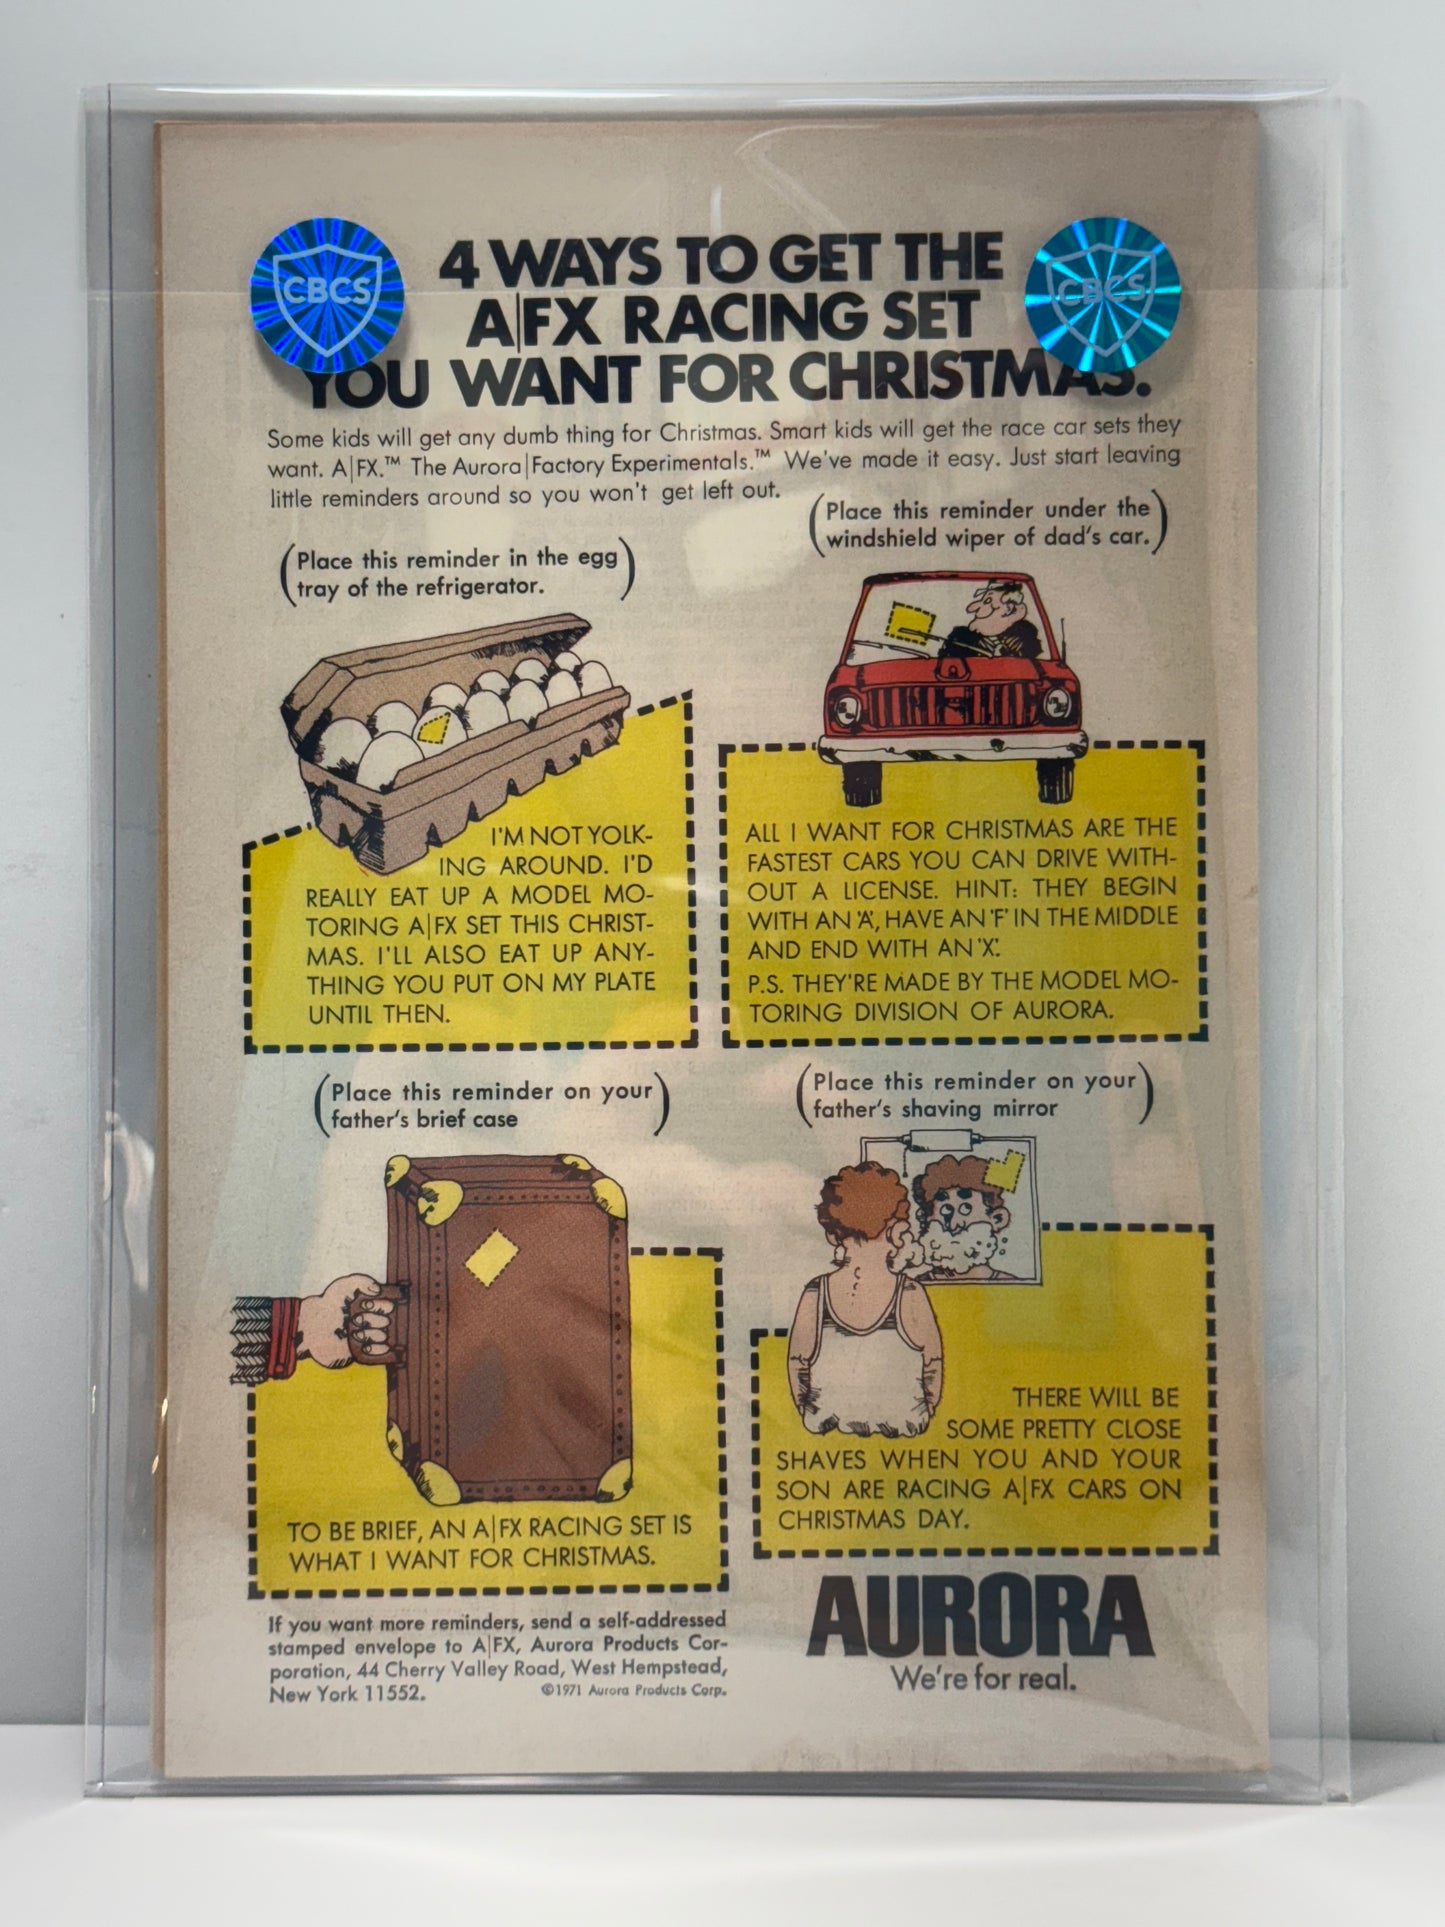 CBCS
CBCS
4 WAYS TO GET THE
A|FX RACING SET
YOU WANT FOR CHRISTMAS.
Some kids will get any dumb thing for Christmas. Smart kids will get the race car sets they
want. A|FX.™ The Aurora|Factory Experimentals.™ We've made it easy. Just start leaving
little reminders around so you won't get left out.
(Place this reminder in the egg
tray of the refrigerator.)
(Place this reminder under the
windshield wiper of dad's car.)
I'M NOT YOLK-
ING AROUND. I'D
REALLY EAT UP A MODEL MO-
TORING A|FX SET THIS CHRIST-
MAS. I'LL ALSO EAT UP ANY-
THING YOU PUT ON MY PLATE
UNTIL THEN.
ALL I WANT FOR CHRISTMAS ARE THE
FASTEST CARS YOU CAN DRIVE WITH-
OUT A LICENSE. HINT: THEY BEGIN
WITH AN 'A', HAVE AN 'F' IN THE MIDDLE
AND END WITH AN 'X'.
P.S. THEY'RE MADE BY THE MODEL MO-
TORING DIVISION OF AURORA.
(Place this reminder on your
father's brief case)
(Place this reminder on your
father's shaving mirror)
TO BE BRIEF, AN A|FX RACING SET IS
WHAT I WANT FOR CHRISTMAS.
THERE WILL BE
SOME PRETTY CLOSE
SHAVES WHEN YOU AND YOUR
SON ARE RACING A|FX CARS ON
CHRISTMAS DAY.
If you want more reminders, send a self-addressed
stamped envelope to A|FX, Aurora Products Cor-
poration, 44 Cherry Valley Road, West Hempstead,
New York 11552. ©1971 Aurora Products Corp.
AURORA
We're for real.